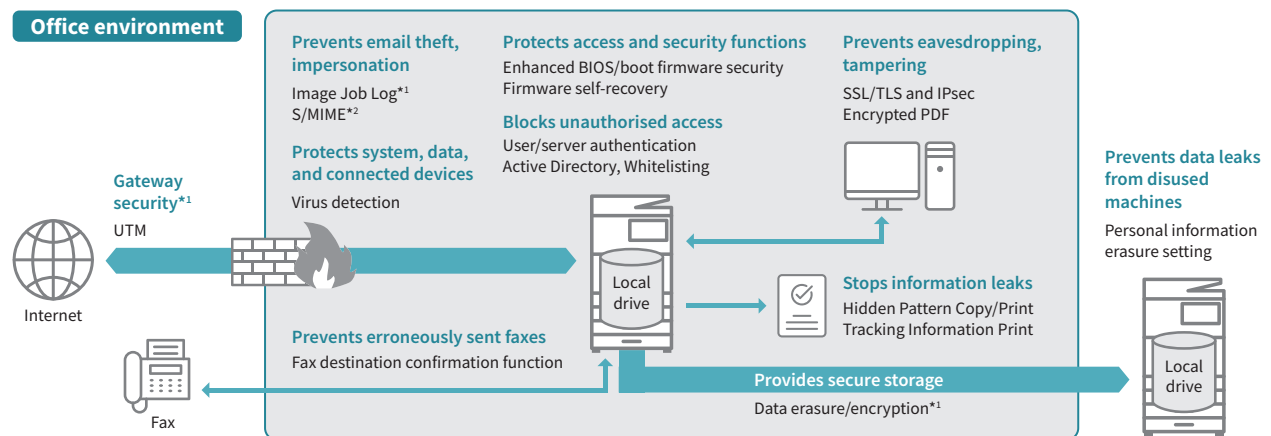 Office environment
Prevents email theft,
impersonation
Image Job Log*1
S/MIME*2
Protects system, data,
and connected devices
Virus detection
Protects access and security functions
Enhanced BIOS/boot firmware security
Firmware self-recovery
Blocks unauthorised access
User/server authentication
Active Directory, Whitelisting
Prevents eavesdropping,
tampering
SSL/TLS and IPsec
Encrypted PDF
Gateway
security*1
UTM
Internet
Local
drive
Prevents data leaks
from disused
machines
Personal information
erasure setting
Stops information leaks
Hidden Pattern Copy/Print
Tracking Information Print
Prevents erroneously sent faxes
Fax destination confirmation function
Fax
Provides secure storage
Data erasure/encryption*1
Local
drive